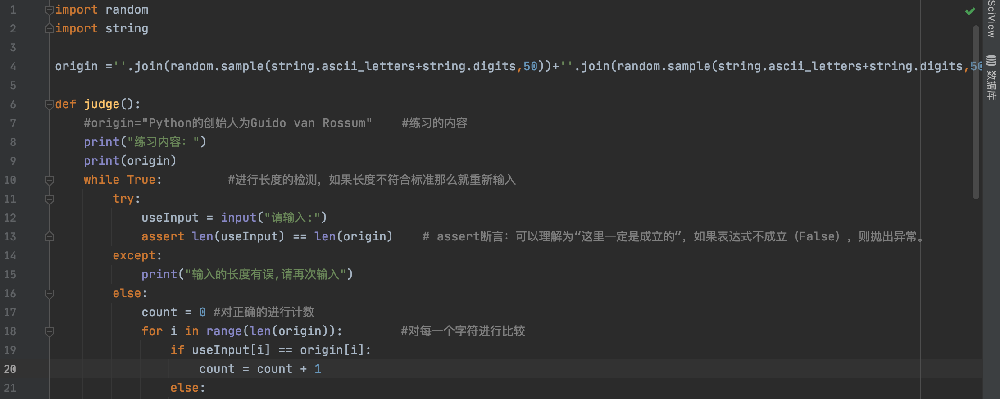 1 import random
2 import string
3
4 origin =''.join(random.sample(string.ascii_letters+string.digits,50))+''.join(random.sample(string.ascii_letters+string.digits,50
5
6 def judge():
7 #origin="Python的创始人为Guido van Rossum" #练习的内容
8 print("练习内容：")
9 print(origin)
10 while True: #进行长度的检测，如果长度不符合标准那么就重新输入
11 try:
12 useInput = input("请输入:")
13 assert len(useInput) == len(origin) # assert断言：可以理解为“这里一定是成立的”，如果表达式不成立（False），则抛出异常。
14 except:
15 print("输入的长度有误,请再次输入")
16 else:
17 count = 0 #对正确的进行计数
18 for i in range(len(origin)): #对每一个字符进行比较
19 if useInput[i] == origin[i]:
20 count = count + 1
21 else:
SciView
数据库